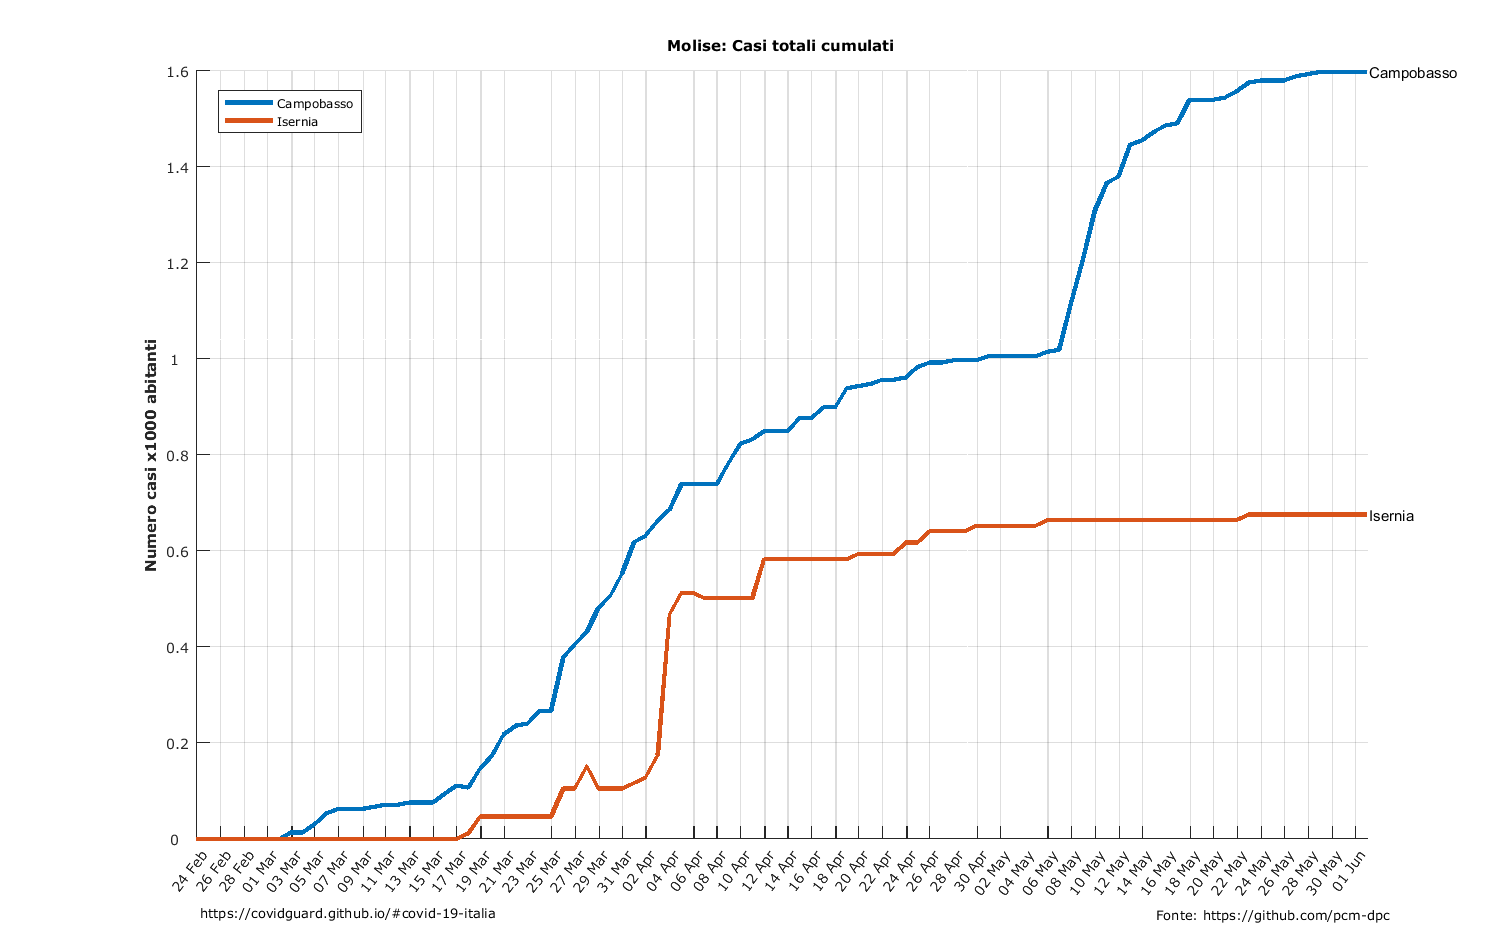 Molise: Casi totali cumulati
1.6
1.4
1.2
1
0.8
0.6
0.4
0.2
0
Numero casi x1000 abitanti
Campobasso
Isernia
Campobasso
Isernia
24 Feb
26 Feb
28 Feb
01 Mar
03 Mar
05 Mar
07 Mar
09 Mar
11 Mar
13 Mar
15 Mar
17 Mar
19 Mar
21 Mar
23 Mar
25 Mar
27 Mar
29 Mar
31 Mar
02 Apr
04 Apr
06 Apr
08 Apr
10 Apr
12 Apr
14 Apr
16 Apr
18 Apr
20 Apr
22 Apr
24 Apr
26 Apr
28 Apr
30 Apr
02 May
04 May
06 May
08 May
10 May
12 May
14 May
16 May
18 May
20 May
22 May
24 May
26 May
28 May
30 May
01 Jun
https://covidguard.github.io/#covid-19-italia
Fonte: https://github.com/pcm-dpc